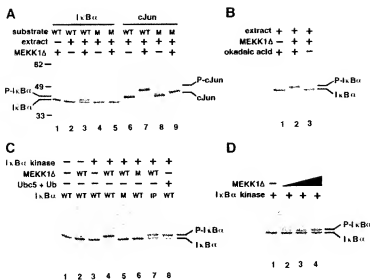 A
IκBα cJun
substrate WT WT WT M M WT WT M M
extract − + + + + + + + +
MEKK1Δ − − + − + − + − +
62
49
33
P-IκBα
IκBα
P-cJun
cJun
1 2 3 4 5 6 7 8 9
B
extract + + +
MEKK1Δ − + +
okadaic acid + + −
P-IκBα
IκBα
1 2 3
C
IκBα kinase − − + + + + + +
MEKK1Δ − WT − WT M WT WT −
Ubc5 + Ub − − − − − − − +
IκBα WT WT WT WT WT M IP WT
P-IκBα
IκBα
1 2 3 4 5 6 7 8
D
MEKK1Δ −
IκBα kinase + + + +
P-IκBα
IκBα
1 2 3 4